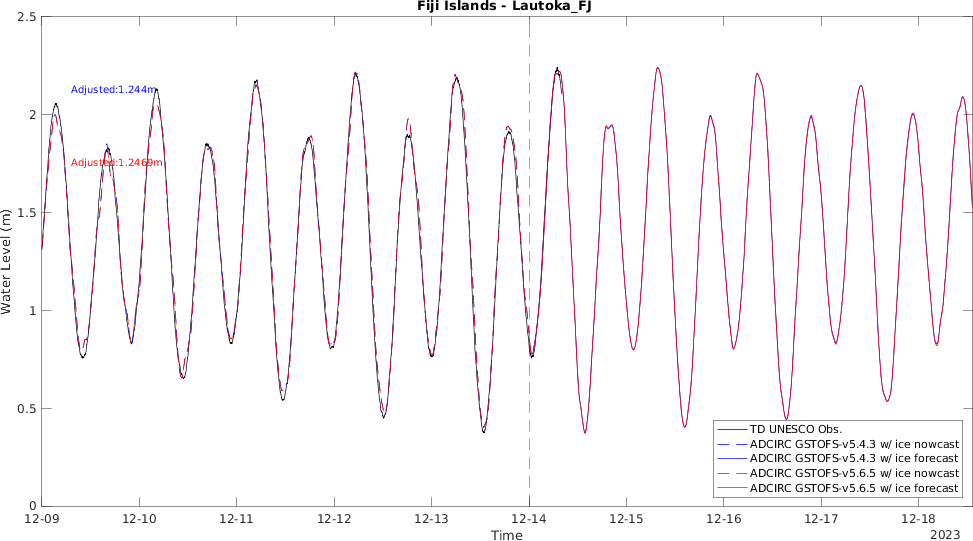 Fiji Islands - Lautoka_FJ
2.5
Adjusted:1.244m
2
Adjusted:1.2469m
1.5
Water Level (m)
1
0.5
TD UNESCO Obs.
ADCIRC GSTOFS-v5.4.3 w/ ice nowcast
ADCIRC GSTOFS-v5.4.3 w/ ice forecast
ADCIRC GSTOFS-v5.6.5 w/ ice nowcast
ADCIRC GSTOFS-v5.6.5 w/ ice forecast
0
12-09 12-10 12-11 12-12 12-13 12-14 12-15 12-16 12-17 12-18
Time
2023